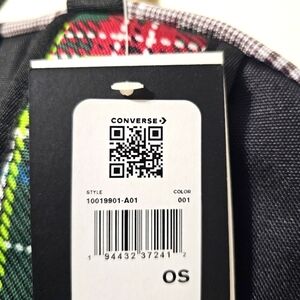 CONVERSE
STYLE COLOR
10019901-A01 001
1 94432 37241 2
OS